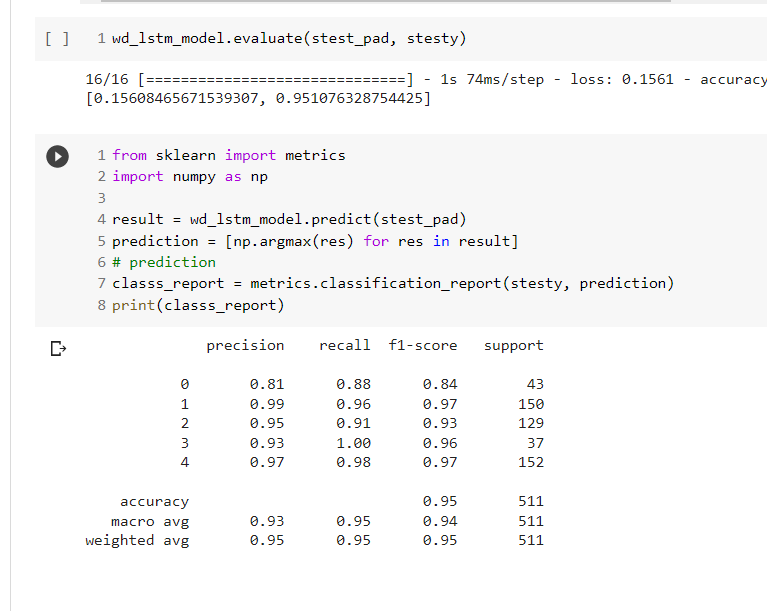 [ ] 1 wd_lstm_model.evaluate(stest_pad, stesty)
16/16 [==============================] - 1s 74ms/step - loss: 0.1561 - accuracy
[0.15608465671539307, 0.951076328754425]
1 from sklearn import metrics
2 import numpy as np
3
4 result = wd_lstm_model.predict(stest_pad)
5 prediction = [np.argmax(res) for res in result]
6 # prediction
7 classs_report = metrics.classification_report(stesty, prediction)
8 print(classs_report)
precision recall f1-score support
0 0.81 0.88 0.84 43
1 0.99 0.96 0.97 150
2 0.95 0.91 0.93 129
3 0.93 1.00 0.96 37
4 0.97 0.98 0.97 152
accuracy 0.95 511
macro avg 0.93 0.95 0.94 511
weighted avg 0.95 0.95 0.95 511